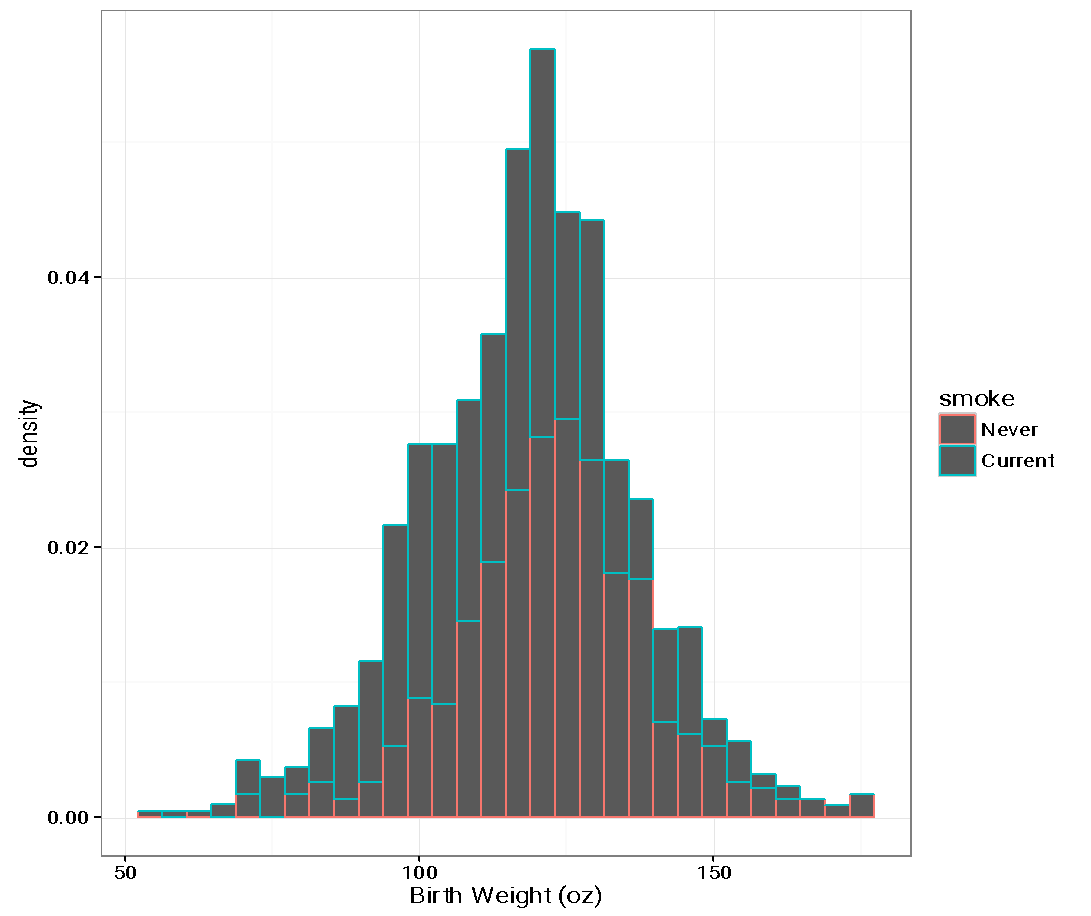 density
0.04
0.02
0.00
50
100
150
Birth Weight (oz)
smoke
Never
Current